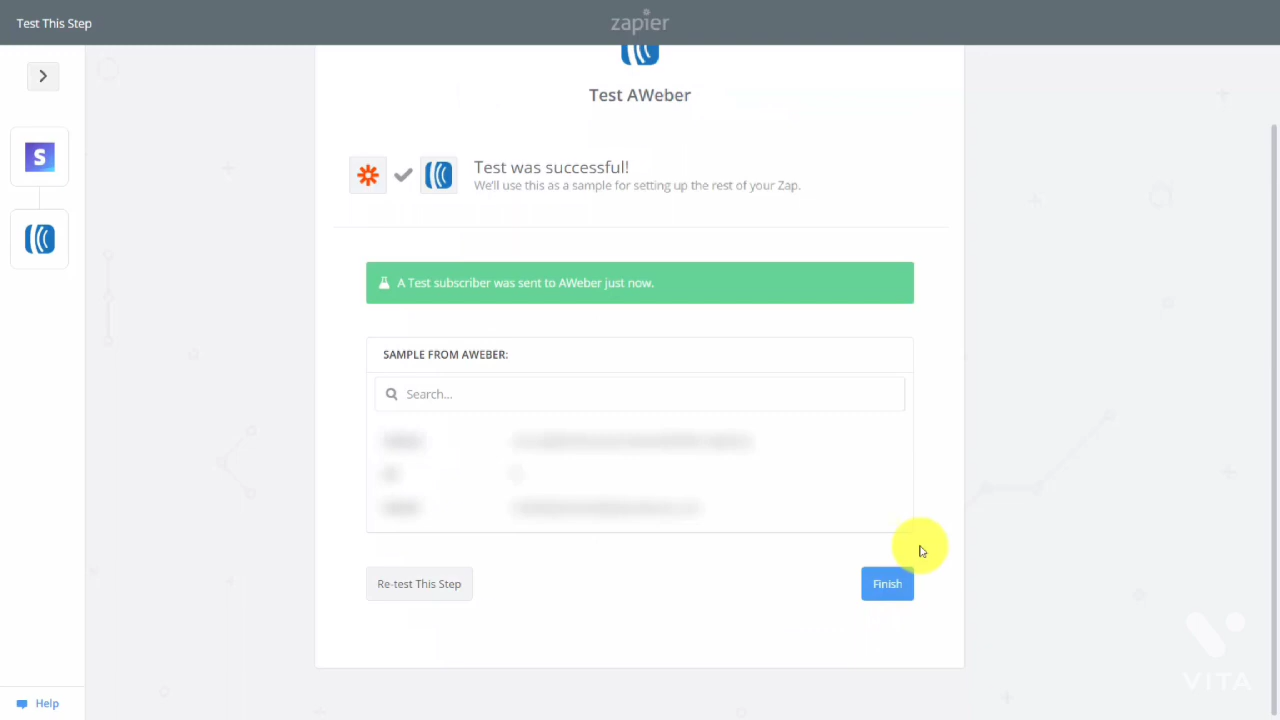 Test This Step
zapier
Test AWeber
Test was successful!
We'll use this as a sample for setting up the rest of your Zap.
S
A Test subscriber was sent to AWeber just now.
SAMPLE FROM AWEBER:
Search...
Re-test This Step
Finish
VITA
Help